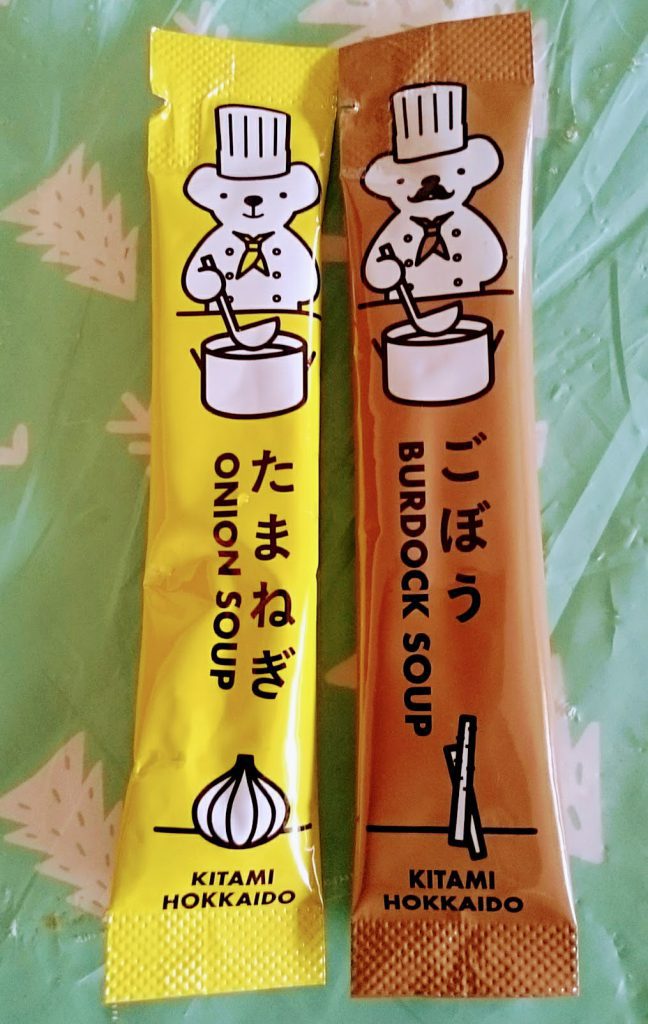 たまねぎ
ONION SOUP
KITAMI
HOKKAIDO
ごぼう
BURDOCK SOUP
KITAMI
HOKKAIDO